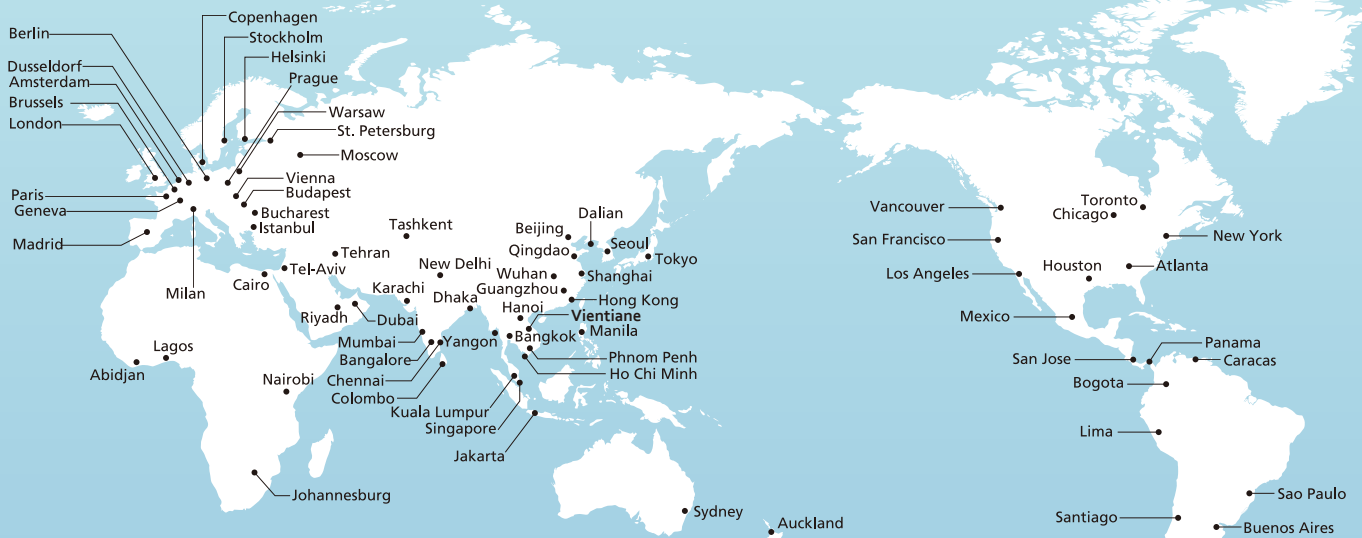 Copenhagen
Berlin
Stockholm
Helsinki
Dusseldorf
Prague
Amsterdam
Brussels
Warsaw
London
St. Petersburg
Moscow
Vienna
Budapest
Paris
Geneva
Bucharest
Istanbul
Madrid
Milan
Cairo
Tel-Aviv
Tehran
Tashkent
Riyadh
Dubai
Karachi
New Delhi
Dhaka
Mumbai
Bangalore
Chennai
Colombo
Yangon
Lagos
Abidjan
Nairobi
Johannesburg
Beijing
Dalian
Qingdao
Seoul
Tokyo
Wuhan
Shanghai
Guangzhou
Hong Kong
Hanoi
Vientiane
Bangkok
Manila
Phnom Penh
Ho Chi Minh
Kuala Lumpur
Singapore
Jakarta
Sydney
Auckland
Vancouver
Toronto
Chicago
San Francisco
New York
Los Angeles
Houston
Atlanta
Mexico
Panama
San Jose
Caracas
Bogota
Lima
Sao Paulo
Santiago
Buenos Aires